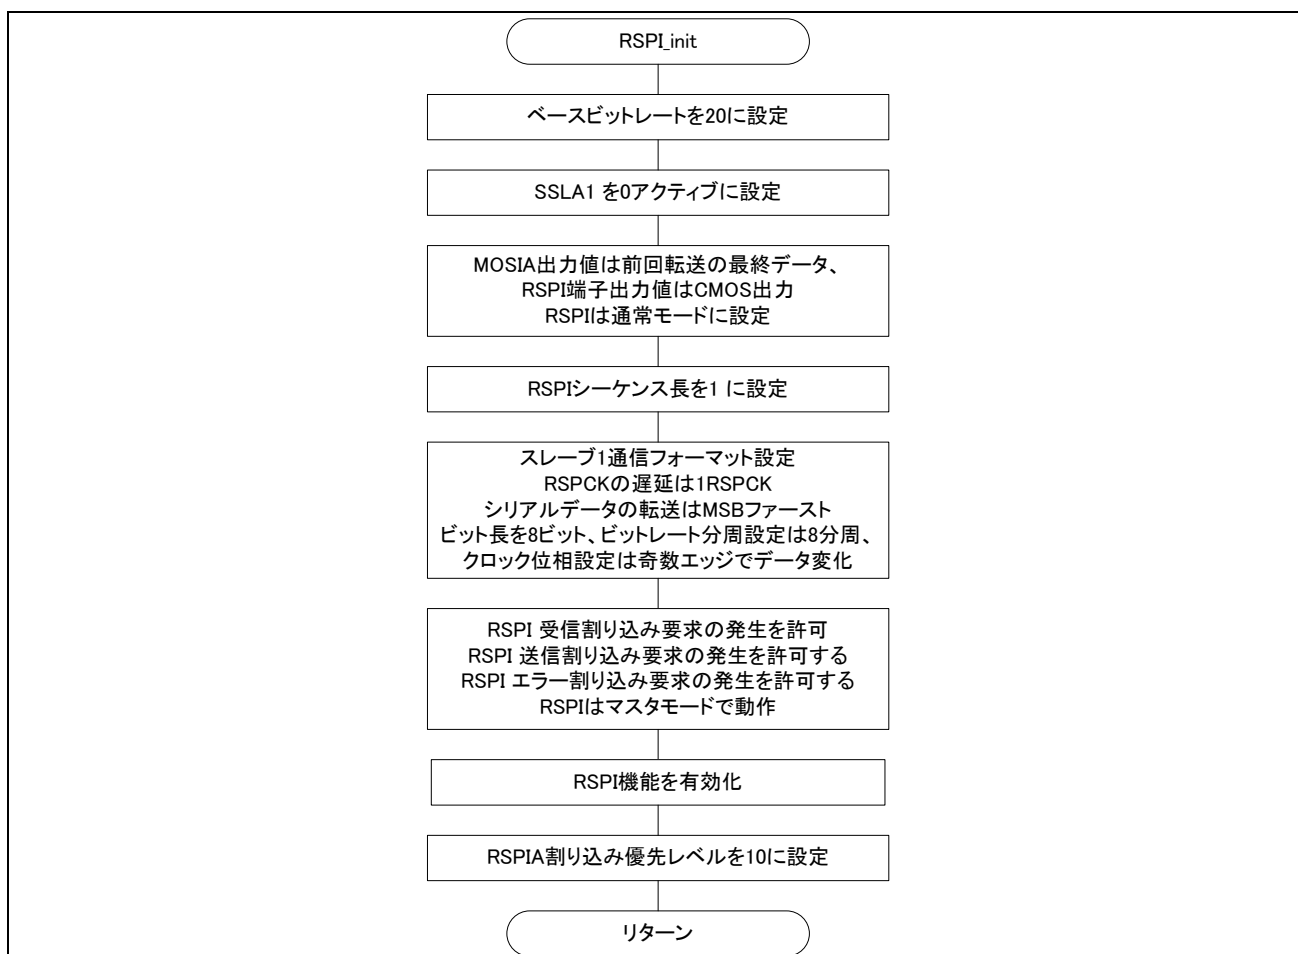 RSPI_init
ベースビットレートを20に設定
SSLA1 を0アクティブに設定
MOSIA出力値は前回転送の最終データ、
RSPI端子出力値はCMOS出力
RSPIは通常モードに設定
RSPIシーケンス長を1 に設定
スレーブ1通信フォーマット設定
RSPCKの遅延は1RSPCK
シリアルデータの転送はMSBファースト
ビット長を8ビット、ビットレート分周設定は8分周、
クロック位相設定は奇数エッジでデータ変化
RSPI 受信割り込み要求の発生を許可
RSPI 送信割り込み要求の発生を許可する
RSPI エラー割り込み要求の発生を許可する
RSPIはマスタモードで動作
RSPI機能を有効化
RSPIA割り込み優先レベルを10に設定
リターン